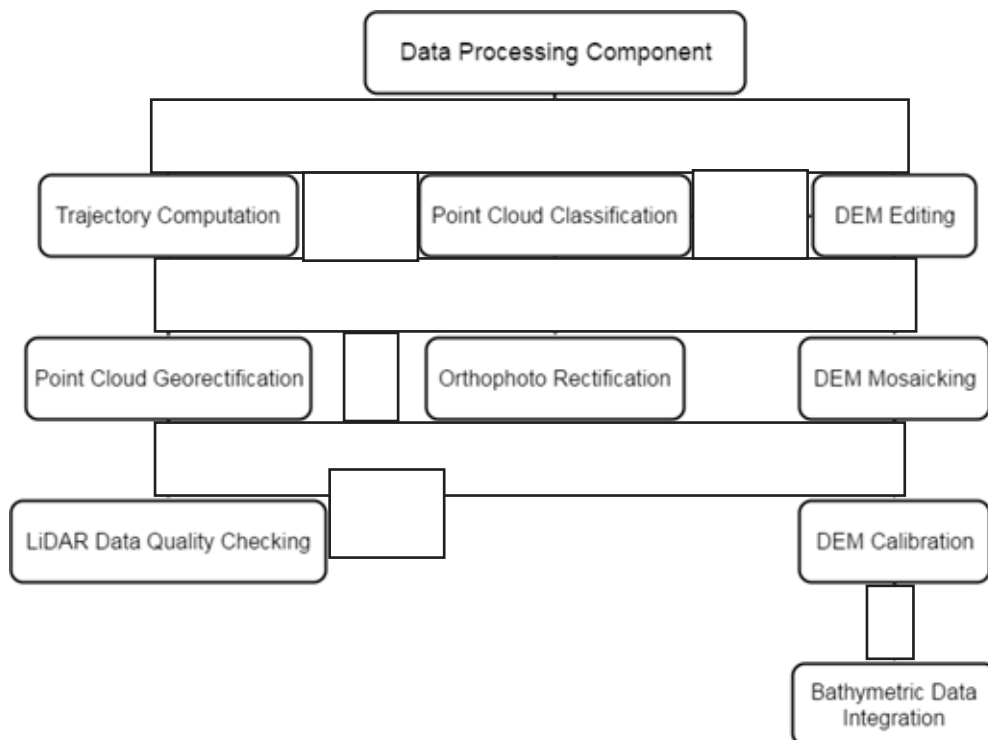 Data Processing Component
Trajectory Computation
Point Cloud Classification
DEM Editing
Point Cloud Georectification
Orthophoto Rectification
DEM Mosaicking
LiDAR Data Quality Checking
DEM Calibration
Bathymetric Data
Integration